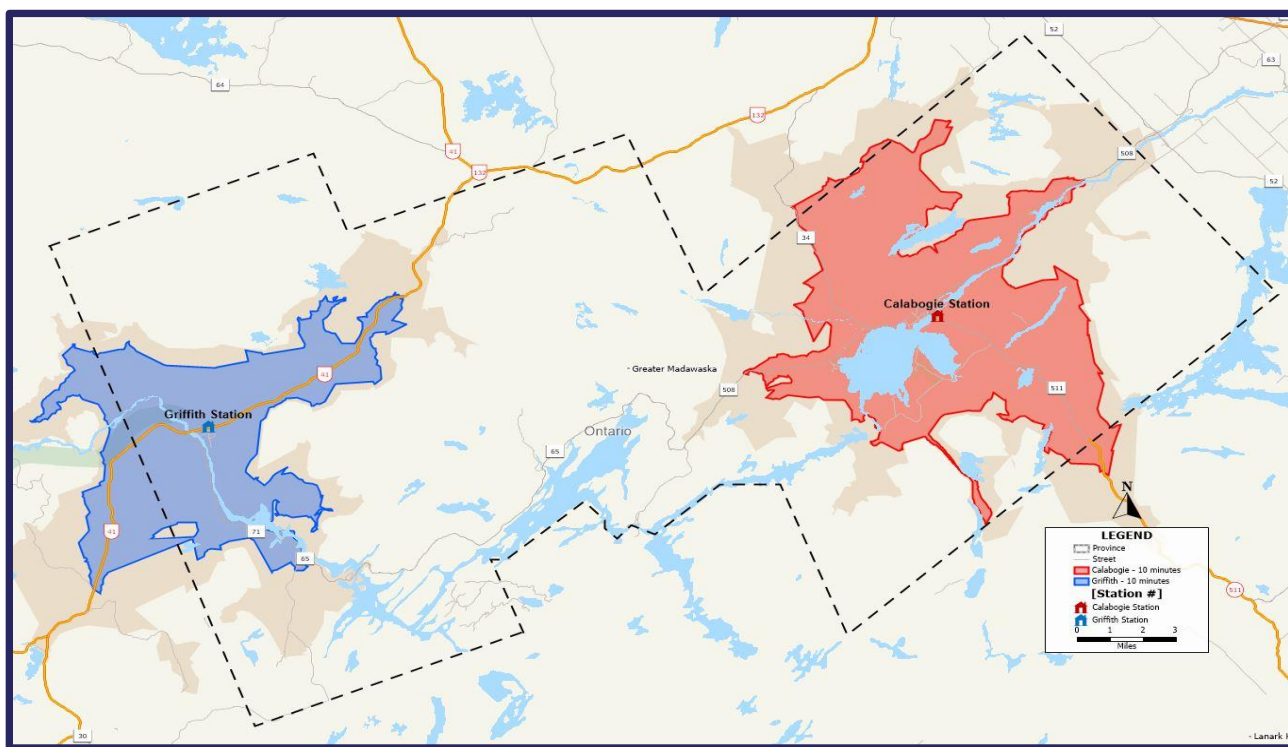 52
63
64
132
41
508
132
52
34
Calabogie Station
41
Greater Madawaska
508
511
Griffith Station
Ontario
65
41
71
65
N
LEGEND
Province
Street
Calabogie - 10 minutes
Griffith - 10 minutes
[Station #]
Calabogie Station
Griffith Station
0 1 2 3
Miles
511
30
Lanark